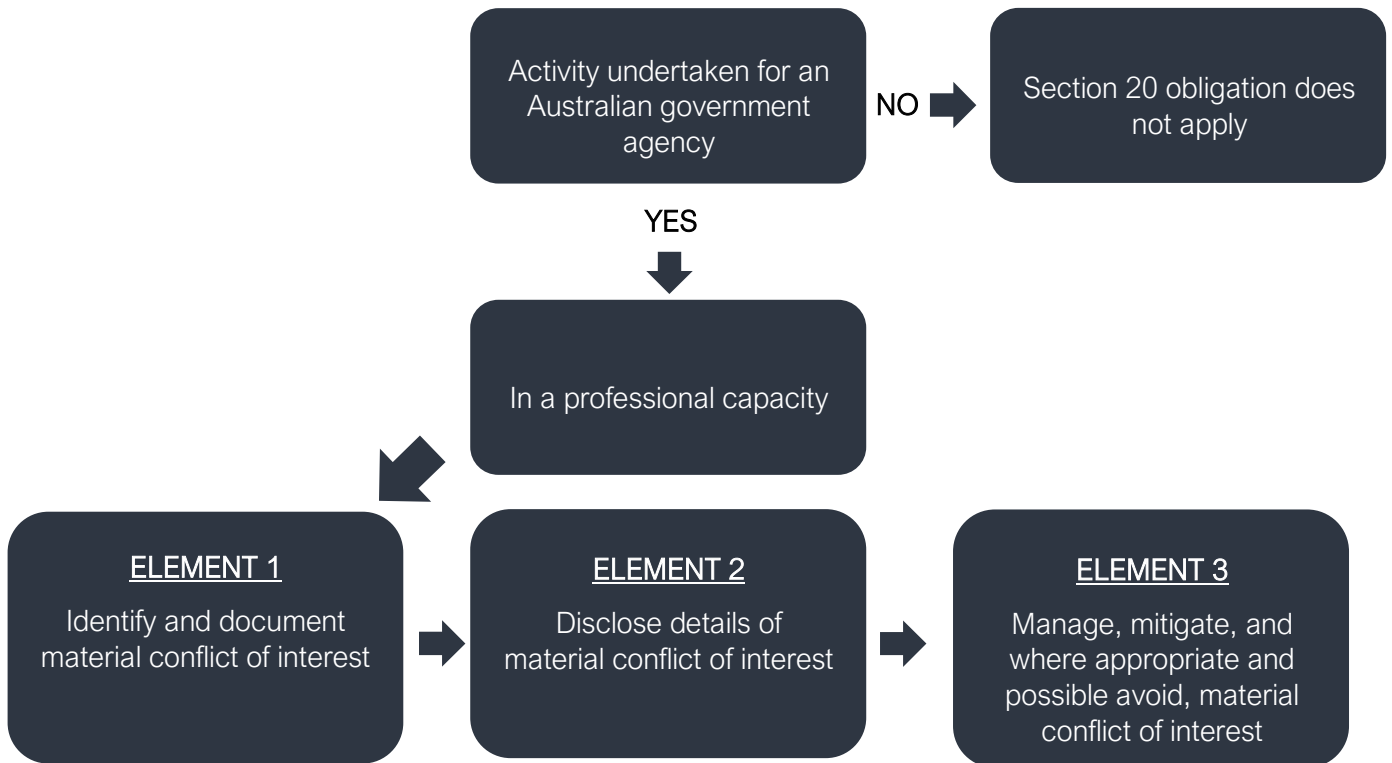 Activity undertaken for an
Australian government
agency
NO
Section 20 obligation does
not apply
YES
In a professional capacity
ELEMENT 1
Identify and document
material conflict of interest
ELEMENT 2
Disclose details of
material conflict of interest
ELEMENT 3
Manage, mitigate, and
where appropriate and
possible avoid, material
conflict of interest